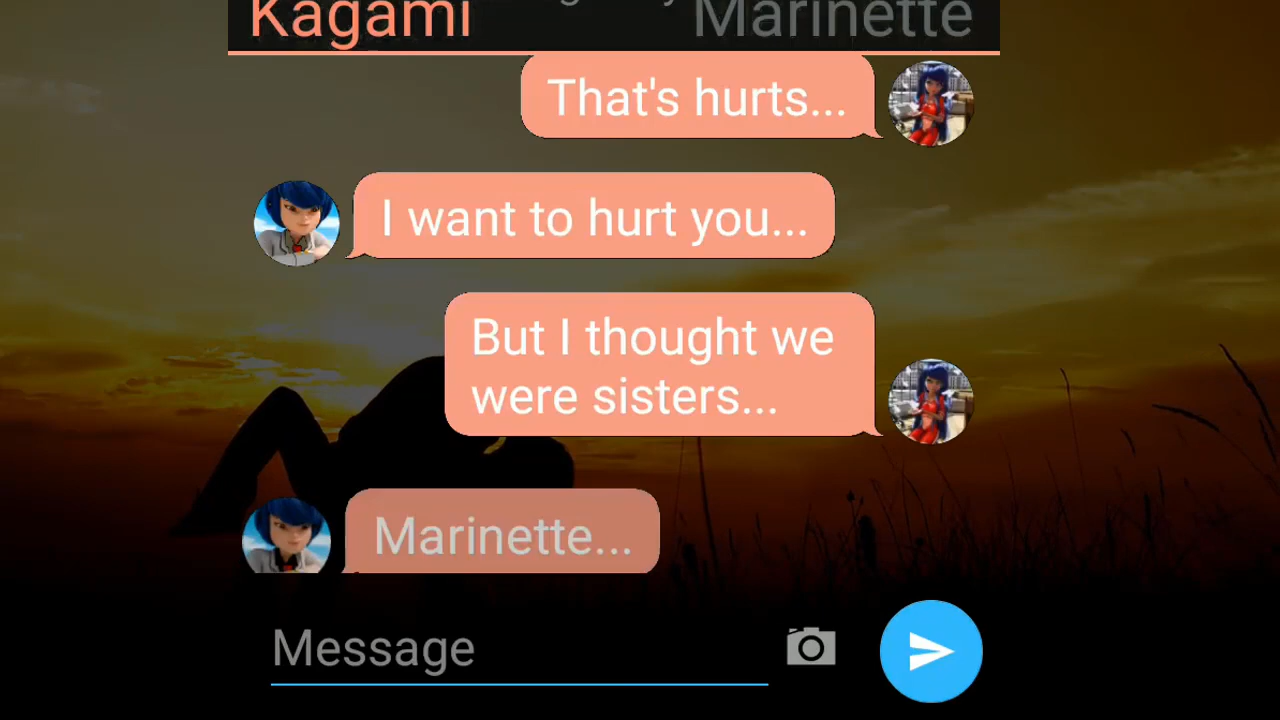 Kagami
Marinette
That's hurts...
I want to hurt you...
But I thought we
were sisters...
Marinette...
Message